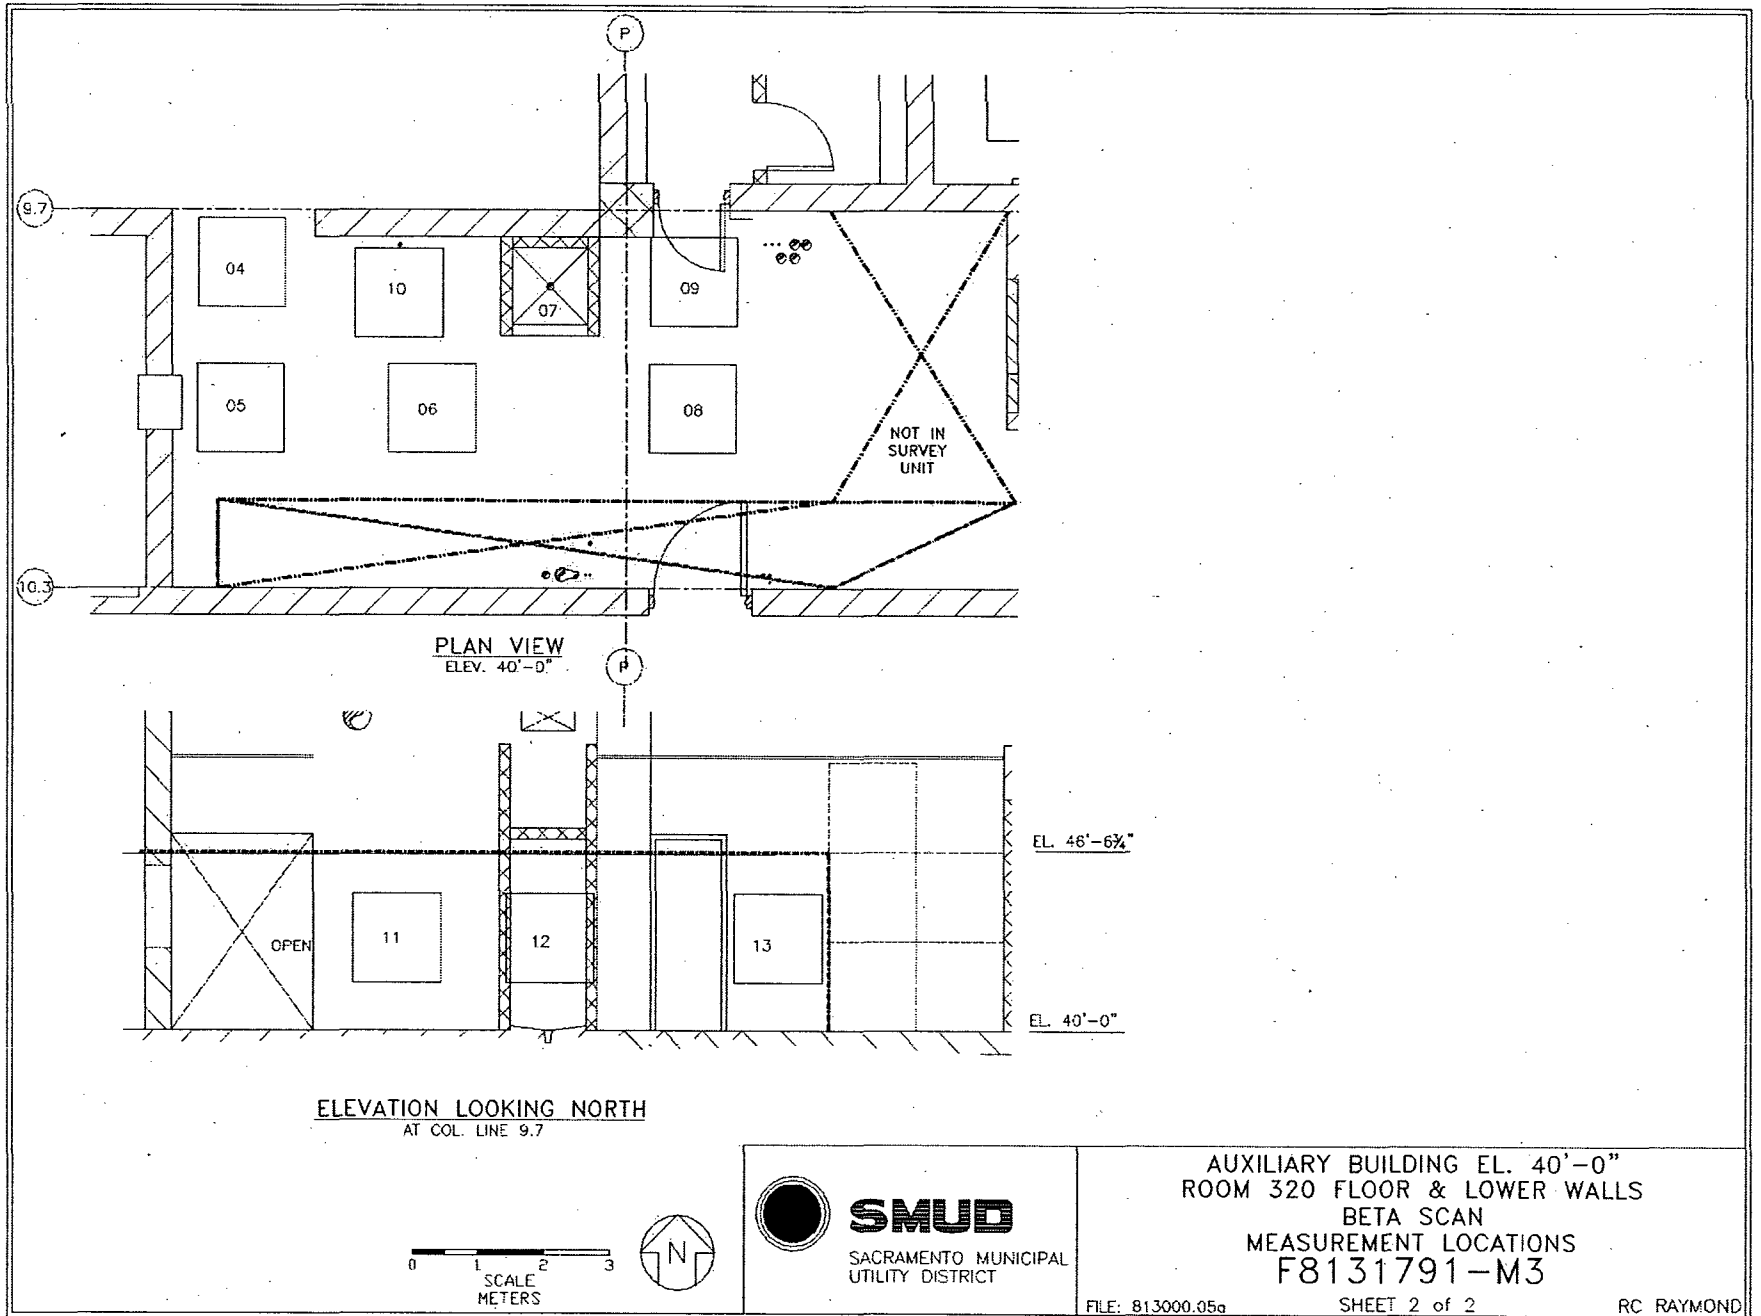 P
9.7
04
10
07
09
05
06
08
NOT IN
SURVEY
UNIT
10.3
PLAN VIEW
ELEV. 40'-0"
P
EL. 46'-6¾"
OPEN
11
12
13
EL. 40'-0"
ELEVATION LOOKING NORTH
AT COL. LINE 9.7
0 1 2 3
SCALE
METERS
N
SMUD
SACRAMENTO MUNICIPAL
UTILITY DISTRICT
AUXILIARY BUILDING EL. 40'-0"
ROOM 320 FLOOR & LOWER WALLS
BETA SCAN
MEASUREMENT LOCATIONS
F8131791-M3
FILE: 813000.05a
SHEET 2 of 2
RC RAYMOND